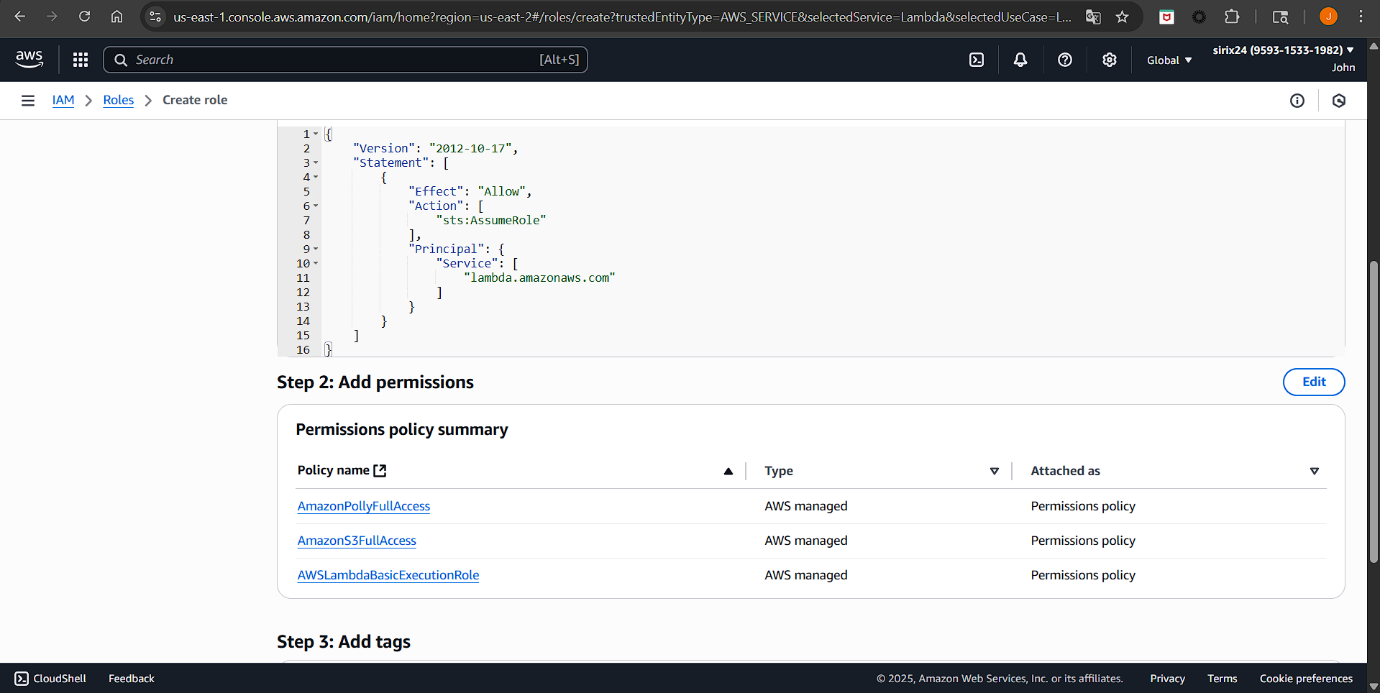 us-east-1.console.aws.amazon.com/iam/home?region=us-east-2#/roles/create?trustedEntityType=AWS_SERVICE&selectedService=Lambda&selectedUseCase=L...
J
aws
Search
[Alt+S]
Global
sirix24 (9593-1533-1982)
John
IAM
Roles
Create role
1 {
2 "Version": "2012-10-17",
3 "Statement": [
4 {
5 "Effect": "Allow",
6 "Action": [
7 "sts:AssumeRole"
8 ],
9 "Principal": {
10 "Service": [
11 "lambda.amazonaws.com"
12 ]
13 }
14 }
15 ]
16 }
Step 2: Add permissions
Edit
Permissions policy summary
Policy name Type Attached as
AmazonPollyFullAccess AWS managed Permissions policy
AmazonS3FullAccess AWS managed Permissions policy
AWSLambdaBasicExecutionRole AWS managed Permissions policy
Step 3: Add tags
CloudShell Feedback © 2025, Amazon Web Services, Inc. or its affiliates. Privacy Terms Cookie preferences